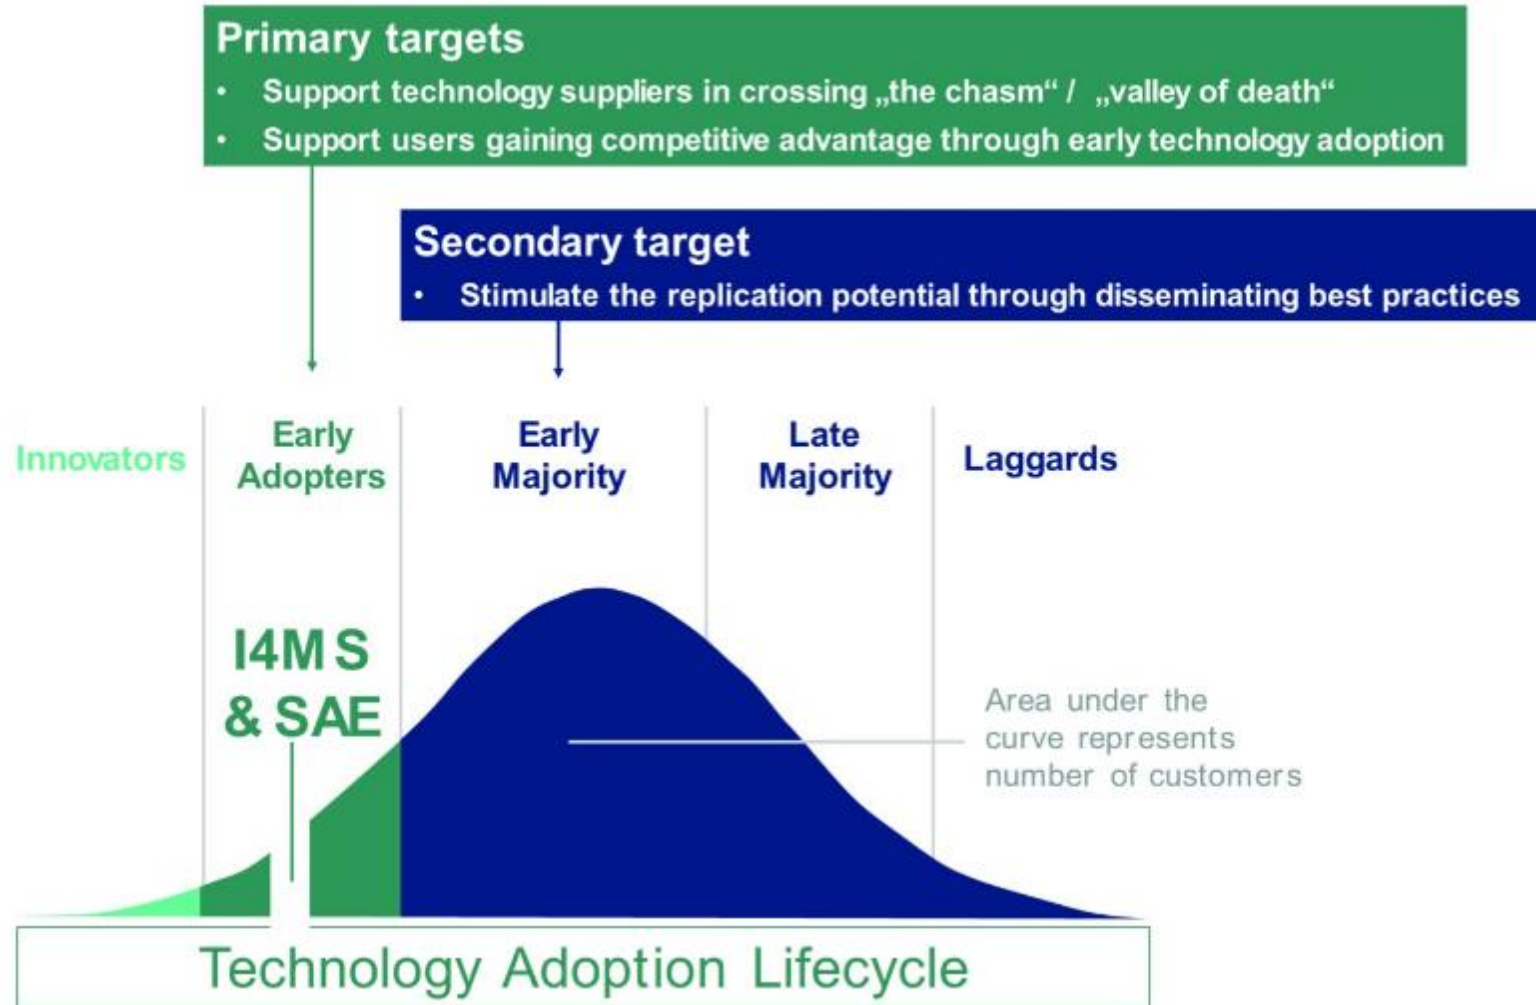 Primary targets
• Support technology suppliers in crossing „the chasm“ / „valley of death“
• Support users gaining competitive advantage through early technology adoption
Secondary target
• Stimulate the replication potential through disseminating best practices
Innovators
Early
Adopters
Early
Majority
Late
Majority
Laggards
I4MS
& SAE
Area under the
curve represents
number of customers
Technology Adoption Lifecycle